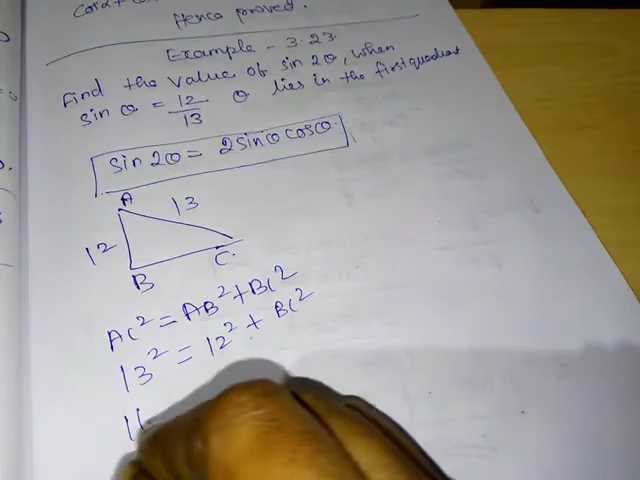 cosα+
Hence proved.
Example - 3.23
Find the value of sin 2θ, when
sin θ = 12/13 θ lies in the first quadrant
sin 2θ = 2 sinθ cosθ.
A
13
12
B
C.
AC² = AB² + BC²
13² = 12² + BC²